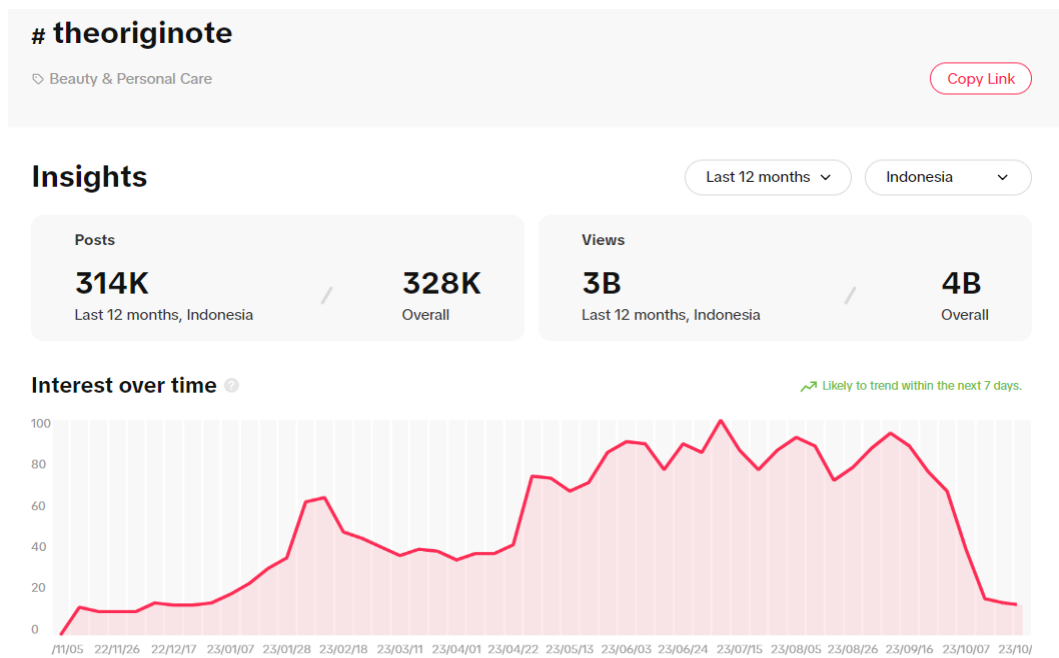 # theoriginote
Beauty & Personal Care
Copy Link
Insights
Last 12 months
Indonesia
Posts
314K
328K
Last 12 months, Indonesia
Overall
Views
3B
4B
Last 12 months, Indonesia
Overall
Interest over time ?
Likely to trend within the next 7 days.
100
80
60
40
20
0
/11/05 22/11/26 22/12/17 23/01/07 23/01/28 23/02/18 23/03/11 23/04/01 23/04/22 23/05/13 23/06/03 23/06/24 23/07/15 23/08/05 23/08/26 23/09/16 23/10/07 23/10/